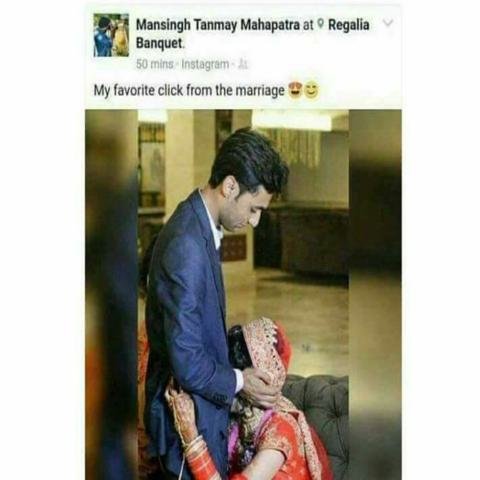 Mansingh Tanmay Mahapatra at Regalia
Banquet.
50 mins · Instagram ·
My favorite click from the marriage 😍😊